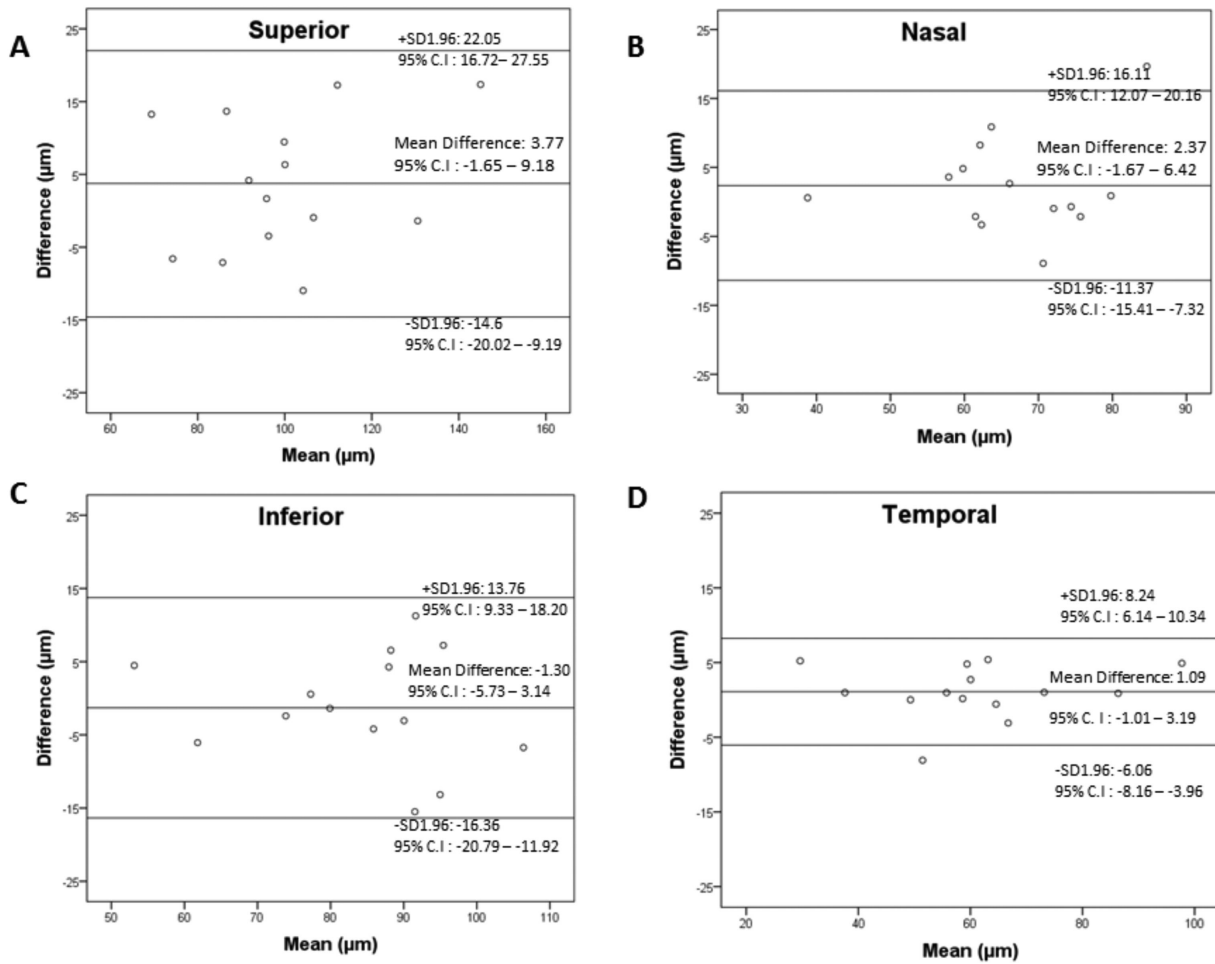 A
Superior
+SD1.96: 22.05
95% C.I : 16.72– 27.55
Mean Difference: 3.77
95% C.I : -1.65 – 9.18
-SD1.96: -14.6
95% C.I : -20.02 – -9.19
25
15
5
-5
-15
-25
Difference (µm)
60 80 100 120 140 160
Mean (µm)
B
Nasal
+SD1.96: 16.11
95% C.I : 12.07 – 20.16
Mean Difference: 2.37
95% C.I : -1.67 – 6.42
-SD1.96: -11.37
95% C.I : -15.41 – -7.32
25
15
5
-5
-15
-25
Difference (µm)
30 40 50 60 70 80 90
Mean (µm)
C
Inferior
+SD1.96: 13.76
95% C.I : 9.33 – 18.20
Mean Difference: -1.30
95% C.I : -5.73 – 3.14
-SD1.96: -16.36
95% C.I : -20.79 – -11.92
25
15
5
-5
-15
-25
Difference (µm)
50 60 70 80 90 100 110
Mean (µm)
D
Temporal
+SD1.96: 8.24
95% C.I : 6.14 – 10.34
Mean Difference: 1.09
95% C. I : -1.01 – 3.19
-SD1.96: -6.06
95% C.I : -8.16 – -3.96
25
15
5
-5
-15
-25
Difference (µm)
20 40 60 80 100
Mean (µm)